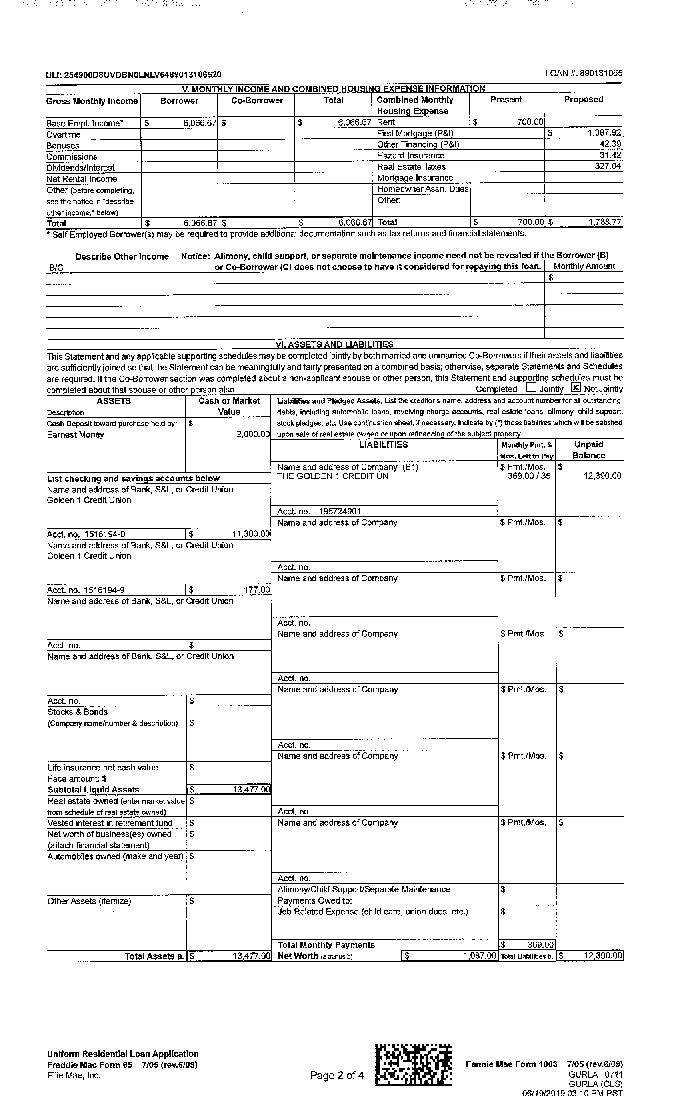 LOAN #: 890131065
V. MONTHLY INCOME AND COMBINED HOUSING EXPENSE INFORMATION
Gross Monthly Income Borrower Co-Borrower Total Combined Monthly Housing Expense Present Proposed
Base Empl. Income* $ 6,066.67 $ $ 6,066.67 Rent $ 700.00
Overtime First Mortgage (P&I) $ 1,387.92
Bonuses Other Financing (P&I) 42.39
Commissions Hazard Insurance 31.42
Dividends/Interest Real Estate Taxes 327.04
Net Rental Income Mortgage Insurance
Other (before completing, Homeowner Assn. Dues
see the notice in "describe Other:
other income," below)
Total $ 6,066.67 $ $ 6,066.67 Total $ 700.00 $ 1,788.77
* Self Employed Borrower(s) may be required to provide additional documentation such as tax returns and financial statements.
Describe Other Income Notice: Alimony, child support, or separate maintenance income need not be revealed if the Borrower (B)
B/C or Co-Borrower (C) does not choose to have it considered for repaying this loan. Monthly Amount
$
VI. ASSETS AND LIABILITIES
This Statement and any applicable supporting schedules may be completed jointly by both married and unmarried Co-Borrowers if their assets and liabilities
are sufficiently joined so that the Statement can be meaningfully and fairly presented on a combined basis; otherwise, separate Statements and Schedules
are required. If the Co-Borrower section was completed about a non-applicant spouse or other person, this Statement and supporting schedules must be
completed about that spouse or other person also. Completed Jointly X Not Jointly
ASSETS Cash or Market Value
Description
Liabilities and Pledged Assets. List the creditor's name, address and account number for all outstanding
debts, including automobile loans, revolving charge accounts, real estate loans, alimony, child support,
stock pledges, etc. Use continuation sheet, if necessary. Indicate by (*) those liabilities which will be satisfied
upon sale of real estate owned or upon refinancing of the subject property.
Cash Deposit toward purchase held by:
Earnest Money 2,000.00
LIABILITIES Monthly Pmt. & Mos. Left to Pay Unpaid Balance
Name and address of Company (B1) $ Pmt./Mos. $
THE GOLDEN 1 CREDIT UN 369.00 / 35 12,390.00
List checking and savings accounts below
Name and address of Bank, S&L, or Credit Union
Golden 1 Credit Union
Acct. no. 195724901
Name and address of Company $ Pmt./Mos. $
Acct. no. 1516194-0 $ 11,300.00
Name and address of Bank, S&L, or Credit Union
Golden 1 Credit Union
Acct. no.
Name and address of Company $ Pmt./Mos. $
Acct. no. 1516194-9 $ 177.00
Name and address of Bank, S&L, or Credit Union
Acct. no.
Name and address of Company $ Pmt./Mos. $
Acct. no. $
Name and address of Bank, S&L, or Credit Union
Acct. no.
Name and address of Company $ Pmt./Mos. $
Acct. no. $
Stocks & Bonds $
(Company name/number & description)
Acct. no.
Name and address of Company $ Pmt./Mos. $
Life insurance net cash value $
Face amount: $
Subtotal Liquid Assets $ 13,477.00
Real estate owned (enter market value $
from schedule of real estate owned)
Acct. no.
Vested interest in retirement fund $
Name and address of Company $ Pmt./Mos. $
Net worth of business(es) owned $
(attach financial statement)
Automobiles owned (make and year) $
Acct. no.
Alimony/Child Support/Separate Maintenance $
Payments Owed to:
Other Assets (itemize) $
Job-Related Expense (child care, union dues, etc.) $
Total Monthly Payments $ 369.00
Total Assets a. $ 13,477.00 Net Worth (a minus b) $ 1,087.00 Total Liabilities b. $ 12,390.00
Uniform Residential Loan Application
Freddie Mac Form 65 7/05 (rev.6/09)
Ellie Mae, Inc.
Page 2 of 4
Fannie Mae Form 1003 7/05 (rev.6/09)
GURLA 0711
GURLA (CLS)
06/19/2019 03:10 PM PST